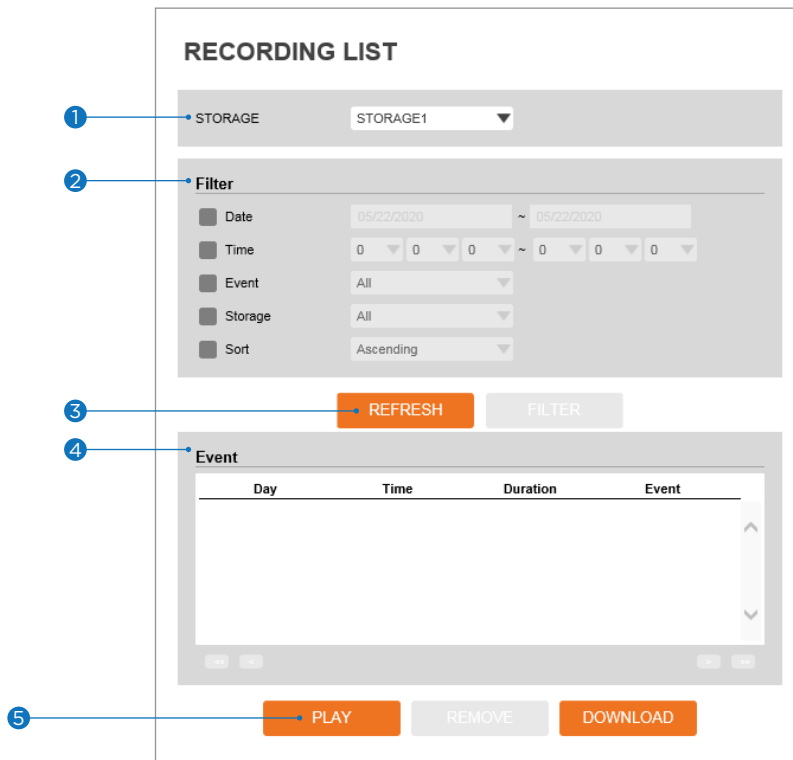 RECORDING LIST
1 STORAGE STORAGE1
2 Filter
Date 05/22/2020 ~ 05/22/2020
Time 0 0 0 ~ 0 0 0
Event All
Storage All
Sort Ascending
3 REFRESH FILTER
4 Event
Day Time Duration Event
<< < > >>
5 PLAY REMOVE DOWNLOAD